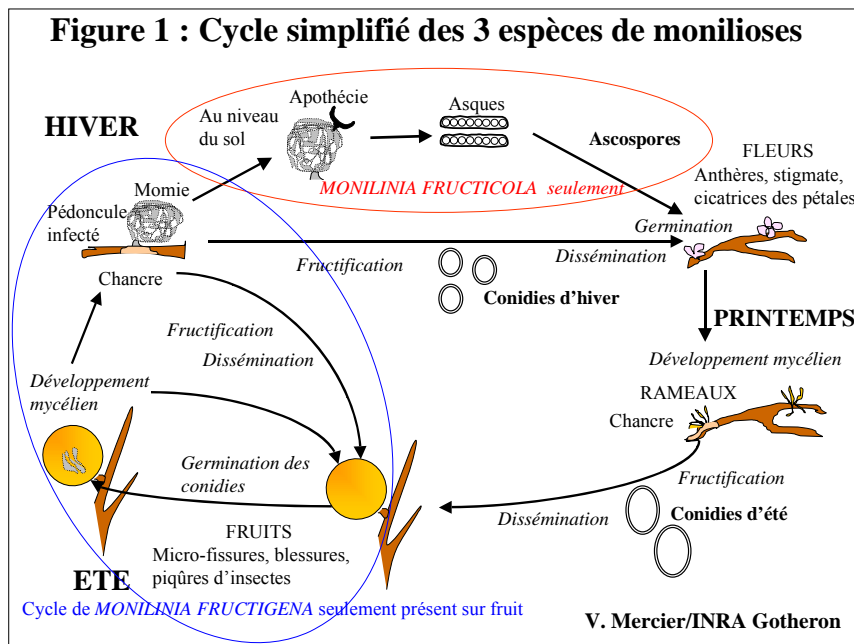 Figure 1 : Cycle simplifié des 3 espèces de monilioses
HIVER
Au niveau
du sol
Apothécie
Asques
Ascospores
MONILINIA FRUCTICOLA seulement
FLEURS
Anthères, stigmate,
cicatrices des pétales
Germination
Dissémination
Momie
Pédoncule
infecté
Chancre
Fructification
Conidies d’hiver
PRINTEMPS
Fructification
Dissémination
Développement mycélien
RAMEAUX
Chancre
Développement
mycélien
Germination des
conidies
Fructification
Dissémination
Conidies d’été
FRUITS
Micro-fissures, blessures,
piqûres d’insectes
ETE
Cycle de MONILINIA FRUCTIGENA seulement présent sur fruit
V. Mercier/INRA Gotheron